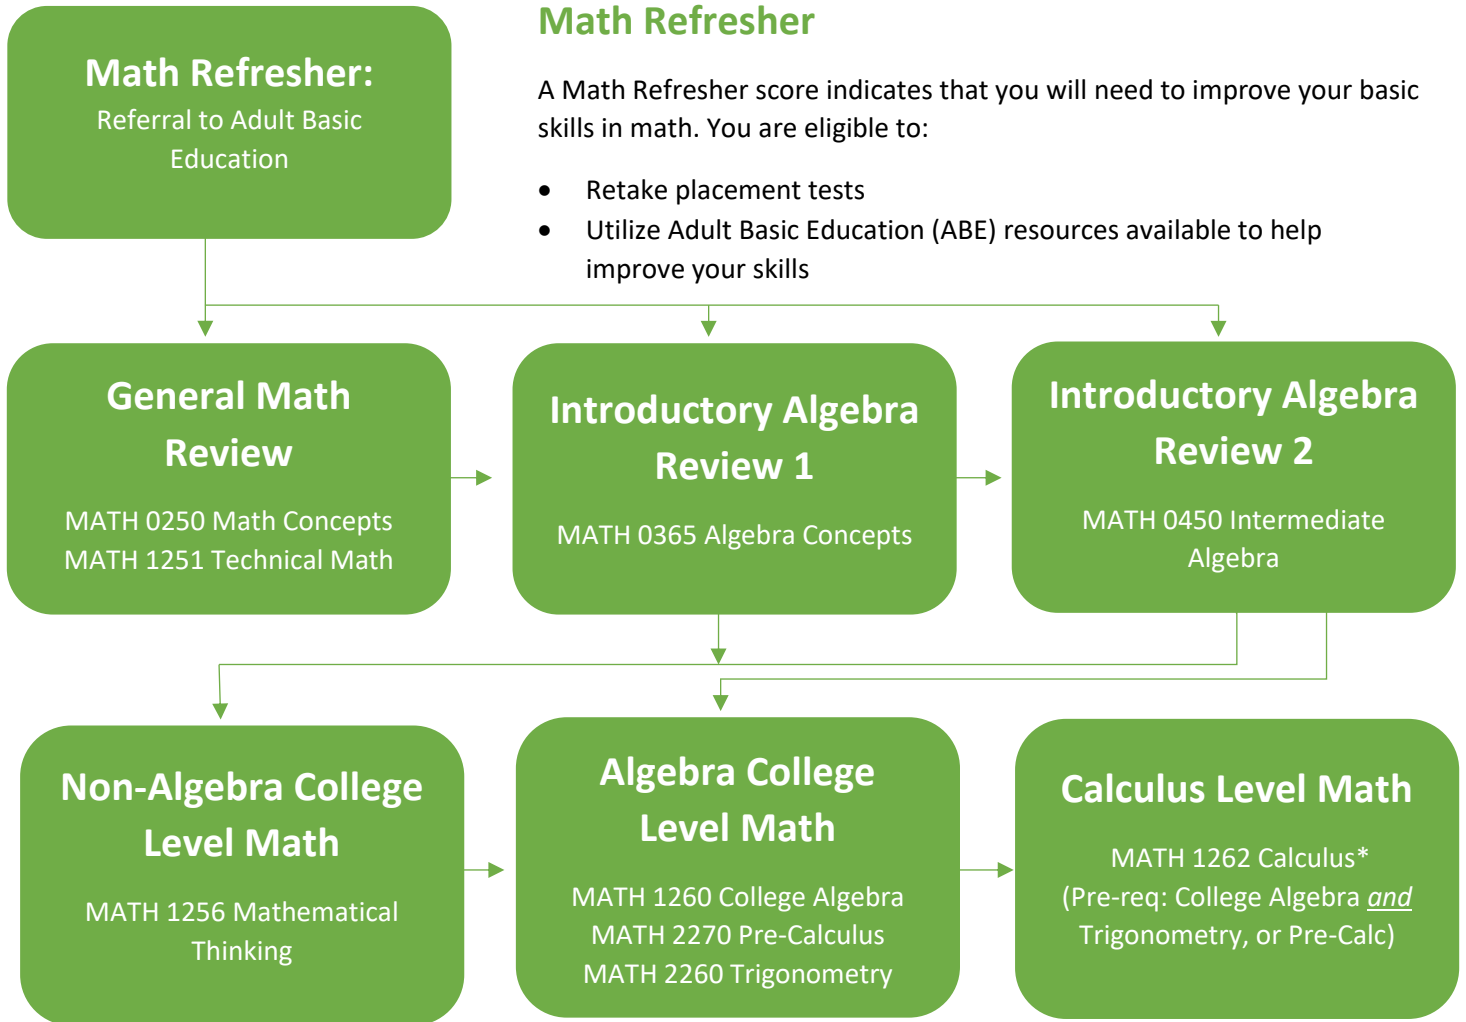 Math Refresher:
Referral to Adult Basic
Education
Math Refresher
A Math Refresher score indicates that you will need to improve your basic
skills in math. You are eligible to:
• Retake placement tests
• Utilize Adult Basic Education (ABE) resources available to help
improve your skills
General Math
Review
MATH 0250 Math Concepts
MATH 1251 Technical Math
Introductory Algebra
Review 1
MATH 0365 Algebra Concepts
Introductory Algebra
Review 2
MATH 0450 Intermediate
Algebra
Non-Algebra College
Level Math
MATH 1256 Mathematical
Thinking
Algebra College
Level Math
MATH 1260 College Algebra
MATH 2270 Pre-Calculus
MATH 2260 Trigonometry
Calculus Level Math
MATH 1262 Calculus*
(Pre-req: College Algebra and
Trigonometry, or Pre-Calc)